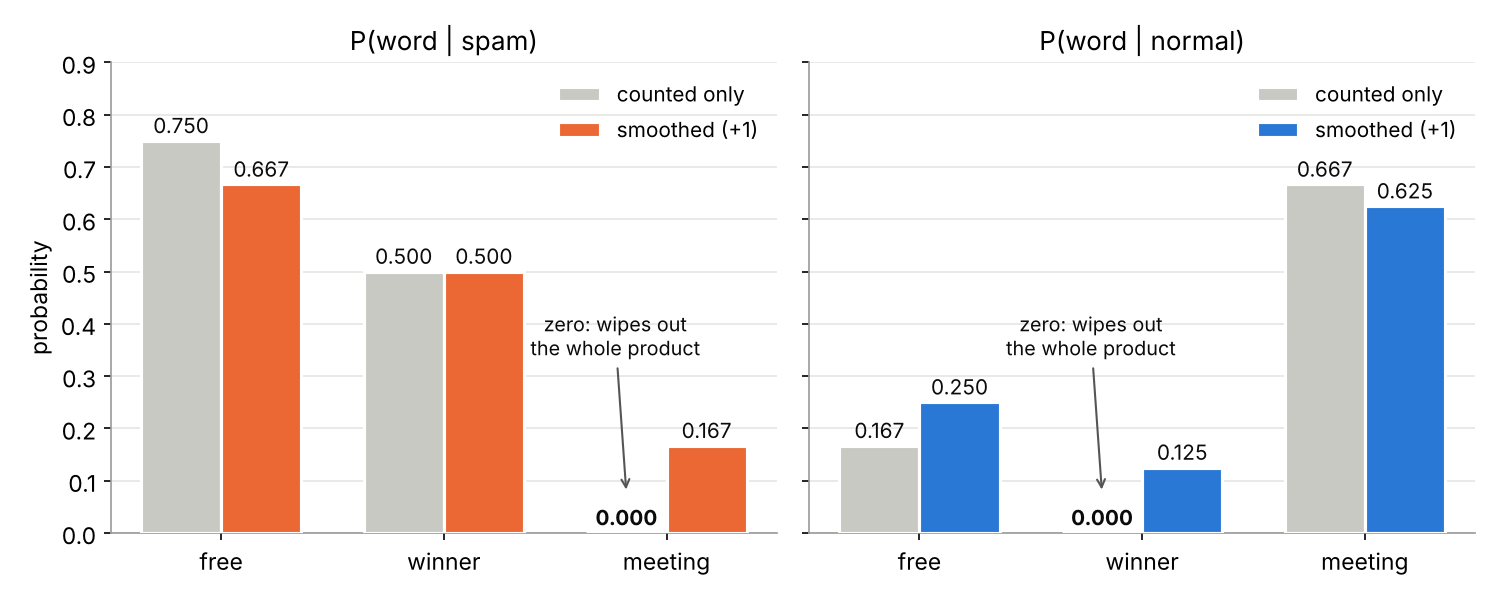 P(word | spam)
0.9
0.8
0.7
0.6
0.5
0.4
0.3
0.2
0.1
0.0
probability
counted only
smoothed (+1)
0.750
0.667
0.500
0.500
zero: wipes out
the whole product
0.000
0.167
free
winner
meeting
P(word | normal)
counted only
smoothed (+1)
0.167
0.250
zero: wipes out
the whole product
0.000
0.125
0.667
0.625
free
winner
meeting